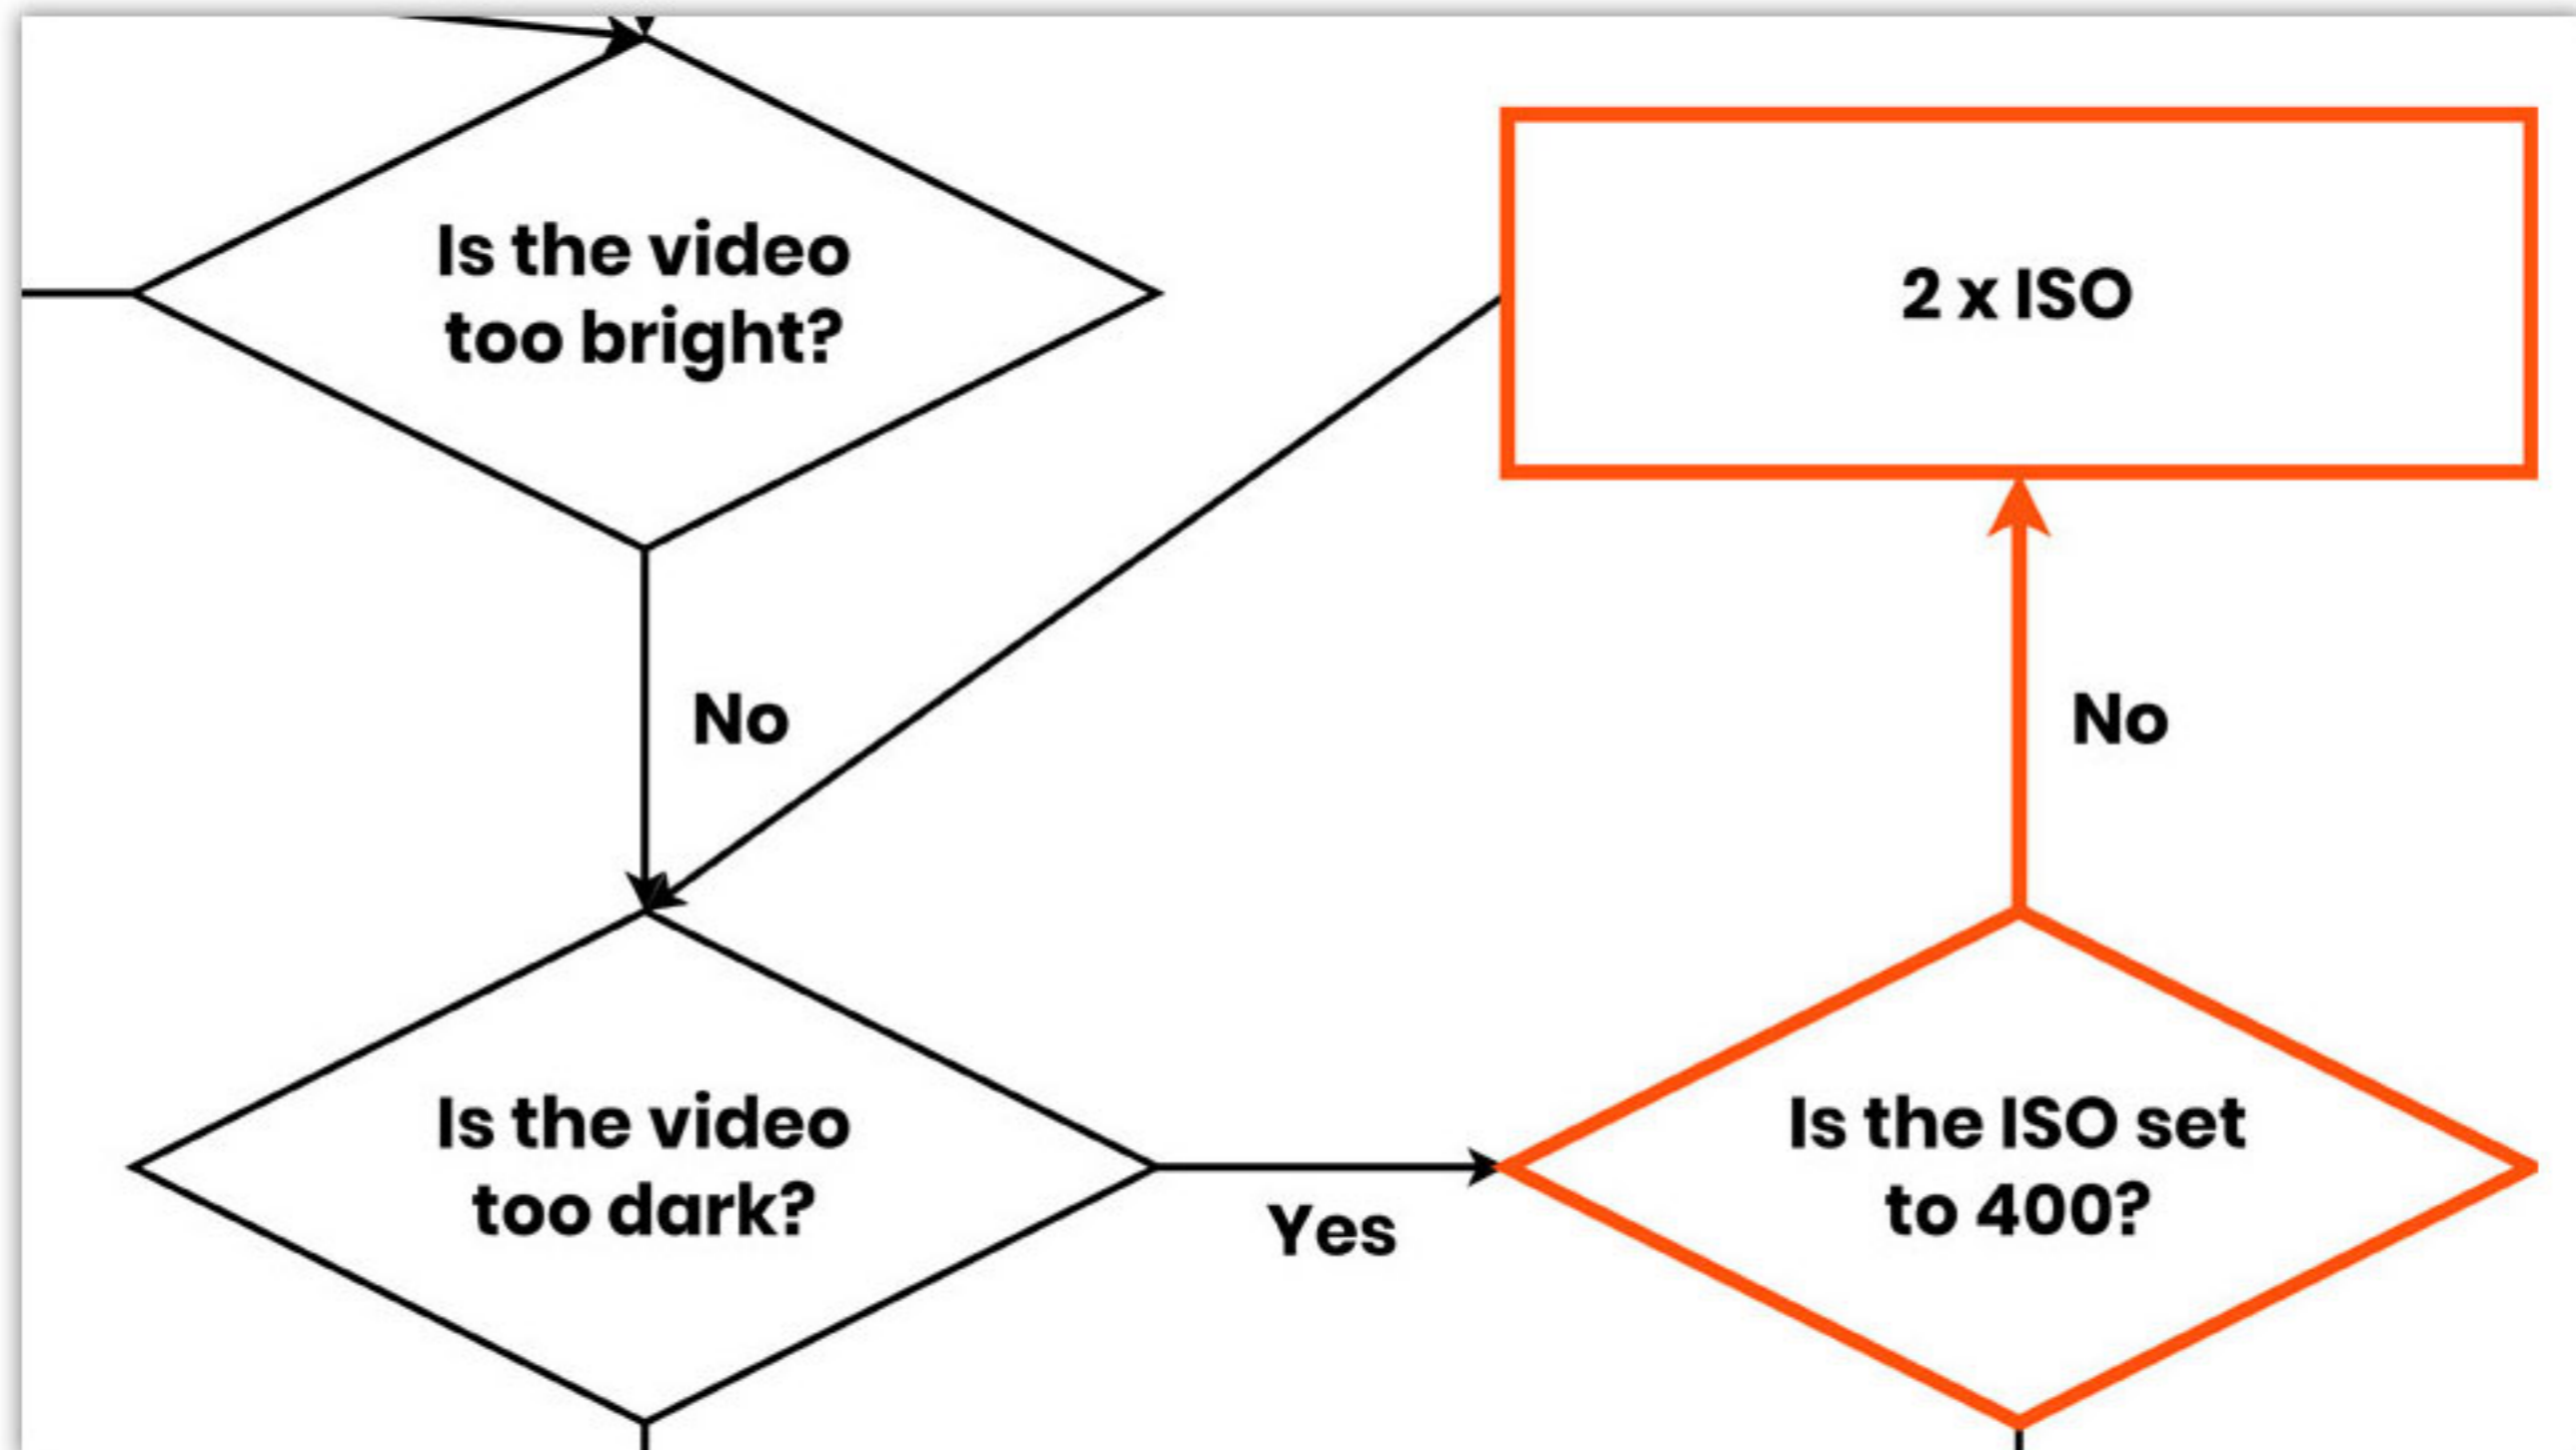 Is the video
too bright?
2 x ISO
No
No
Is the video
too dark?
Yes
Is the ISO set
to 400?